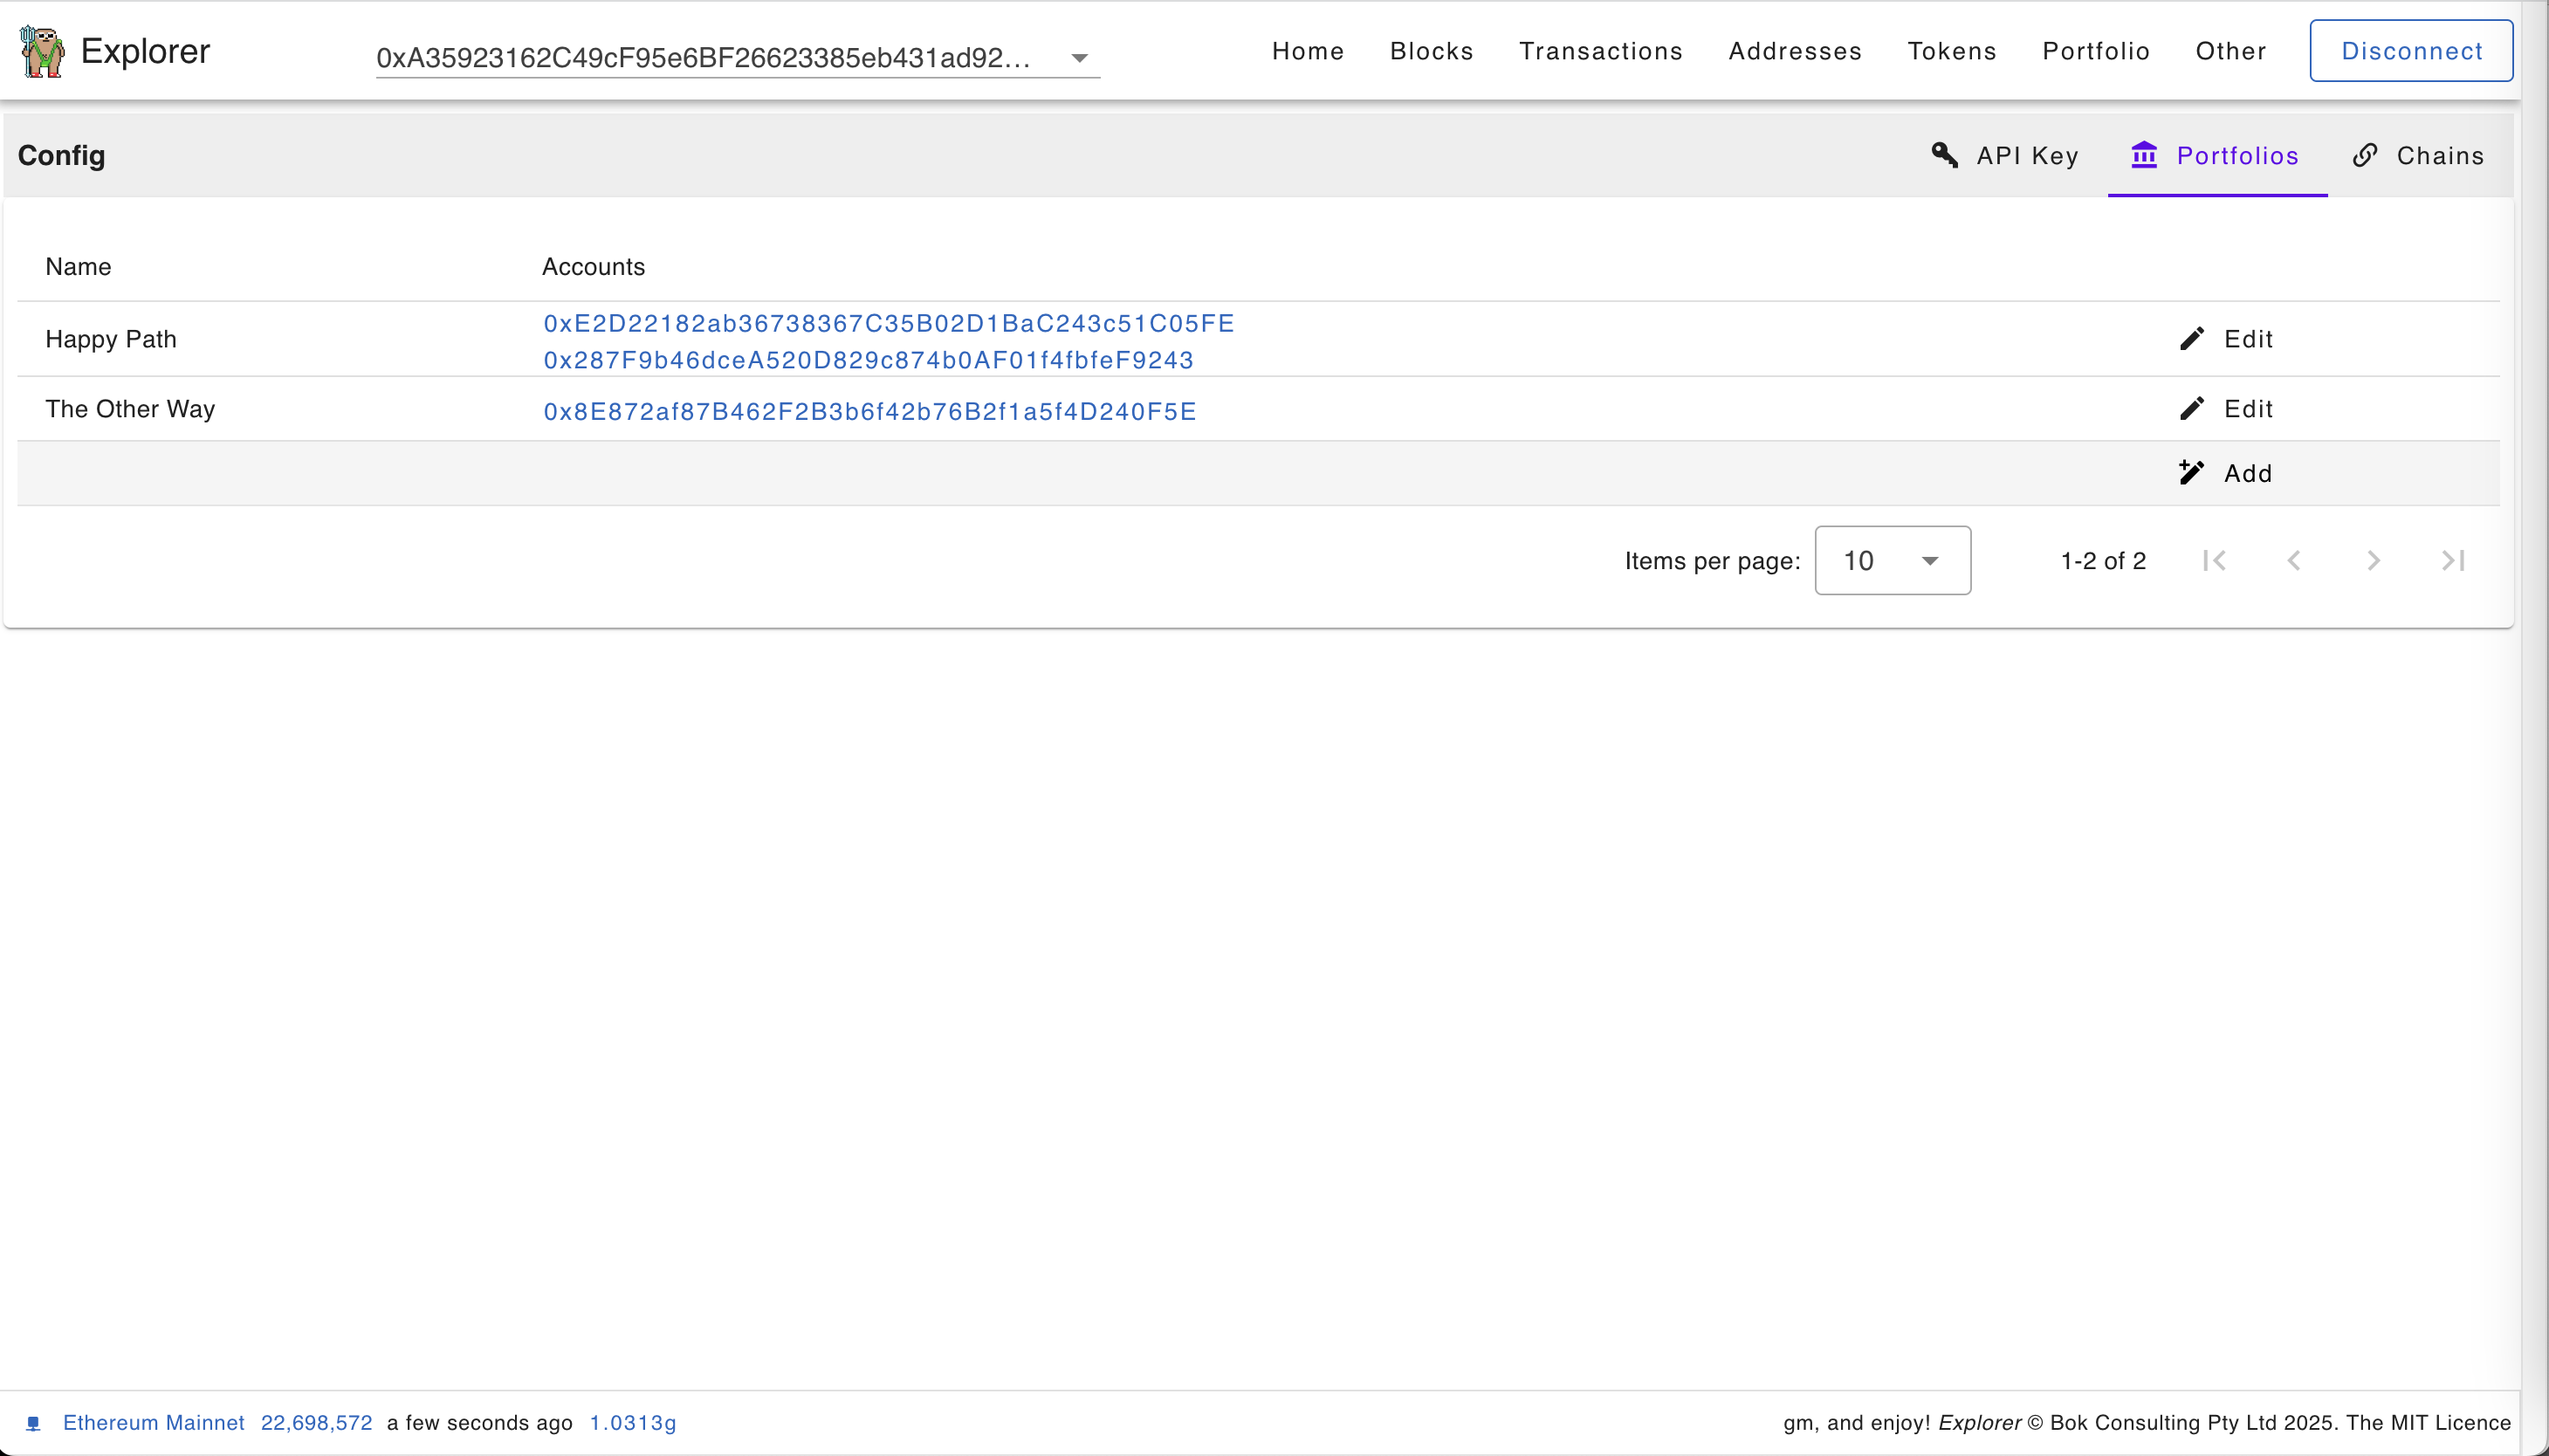 Explorer 0xA35923162C49cF95e6BF26623385eb431ad92... Home Blocks Transactions Addresses Tokens Portfolio Other Disconnect
Config API Key Portfolios Chains
Name Accounts
Happy Path 0xE2D22182ab36738367C35B02D1BaC243c51C05FE Edit
0x287F9b46dceA520D829c874b0AF01f4fbfeF9243
The Other Way 0x8E872af87B462F2B3b6f42b76B2f1a5f4D240F5E Edit
Add
Items per page: 10 1-2 of 2
Ethereum Mainnet 22,698,572 a few seconds ago 1.0313g gm, and enjoy! Explorer © Bok Consulting Pty Ltd 2025. The MIT Licence